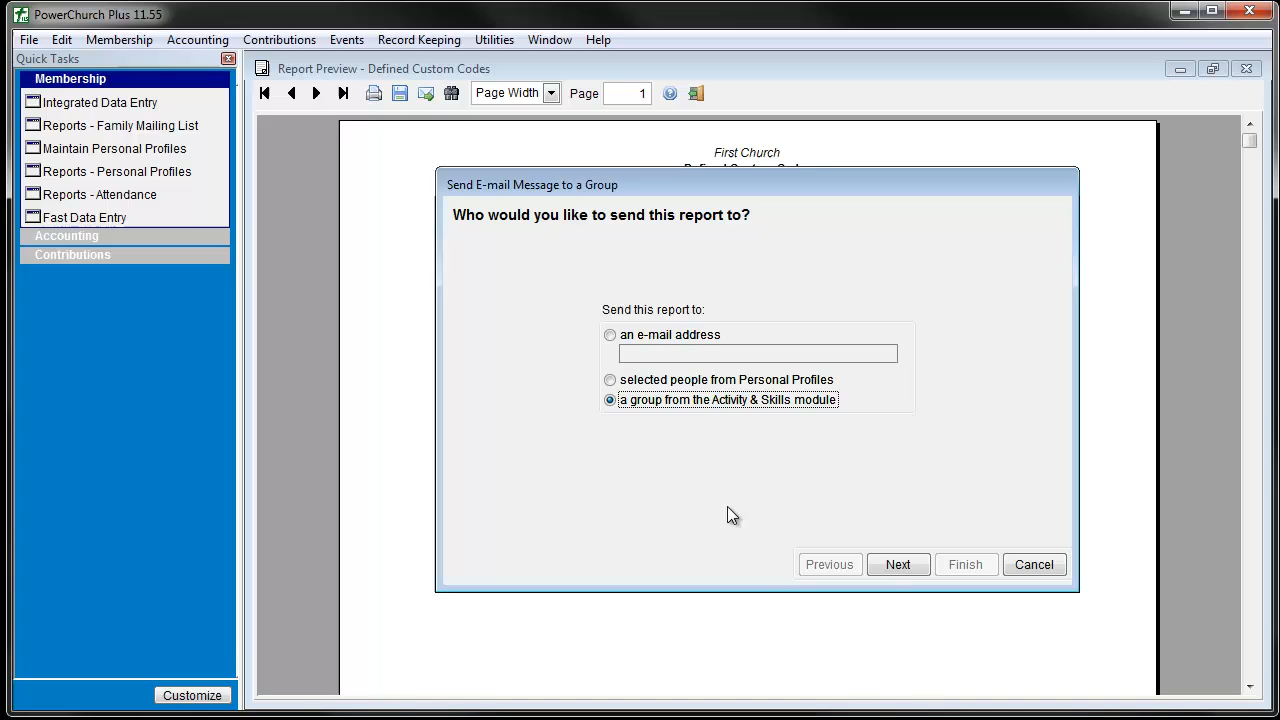 PowerChurch Plus 11.55
File Edit Membership Accounting Contributions Events Record Keeping Utilities Window Help
Quick Tasks
Membership
Integrated Data Entry
Reports - Family Mailing List
Maintain Personal Profiles
Reports - Personal Profiles
Reports - Attendance
Fast Data Entry
Accounting
Contributions
Customize
Report Preview - Defined Custom Codes
Page Width Page 1
First Church
Send E-mail Message to a Group
Who would you like to send this report to?
Send this report to:
an e-mail address
selected people from Personal Profiles
a group from the Activity & Skills module
Previous Next Finish Cancel